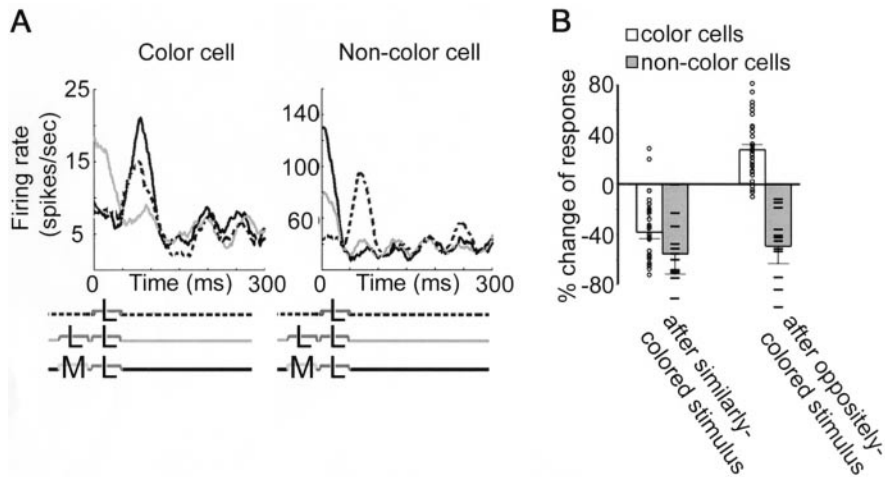 A
B
Color cell
Non-color cell
color cells
non-color cells
Firing rate
(spikes/sec)
25
15
5
140
100
60
80
40
0
-40
-80
% change of response
0 Time (ms) 300
0 Time (ms) 300
L
L L
M L
L
L L
M L
after similarly-
colored stimulus
after oppositely-
colored stimulus